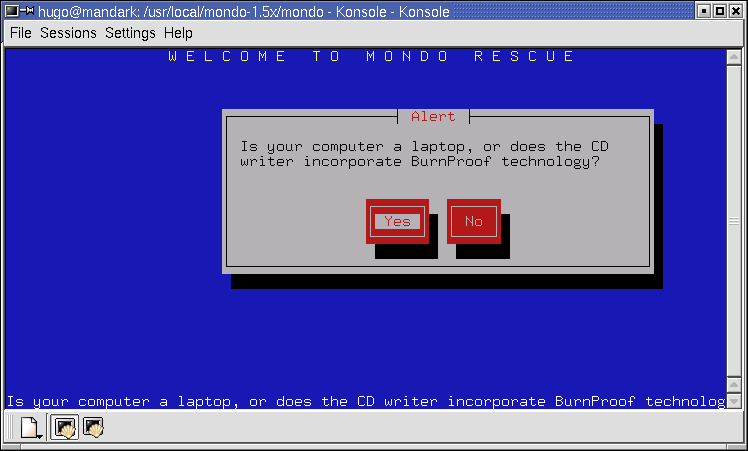 hugo@mandark: /usr/local/mondo-1.5x/mondo - Konsole - Konsole
File Sessions Settings Help
W E L C O M E T O M O N D O R E S C U E
Alert
Is your computer a laptop, or does the CD
writer incorporate BurnProof technology?
Yes No
Is your computer a laptop, or does the CD writer incorporate BurnProof technolog